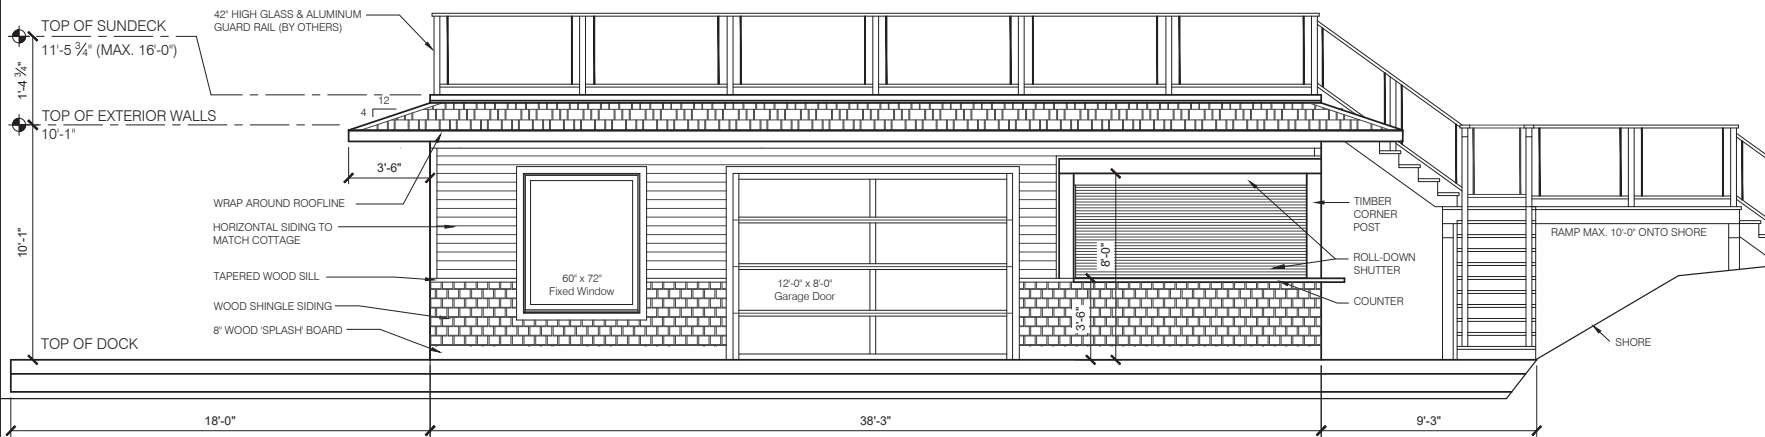 42" HIGH GLASS & ALUMINUM
GUARD RAIL (BY OTHERS)
TOP OF SUNDECK
11'-5 ¾" (MAX. 16'-0")
1'-4 ¾"
12
4
TOP OF EXTERIOR WALLS
10'-1"
3'-6"
WRAP AROUND ROOFLINE
HORIZONTAL SIDING TO
MATCH COTTAGE
10'-1"
TAPERED WOOD SILL
WOOD SHINGLE SIDING
8" WOOD 'SPLASH' BOARD
TOP OF DOCK
60" x 72"
Fixed Window
12'-0" x 8'-0"
Garage Door
8'-0"
3'-6"
TIMBER
CORNER
POST
ROLL-DOWN
SHUTTER
COUNTER
RAMP MAX. 10'-0" ONTO SHORE
SHORE
18'-0"
38'-3"
9'-3"